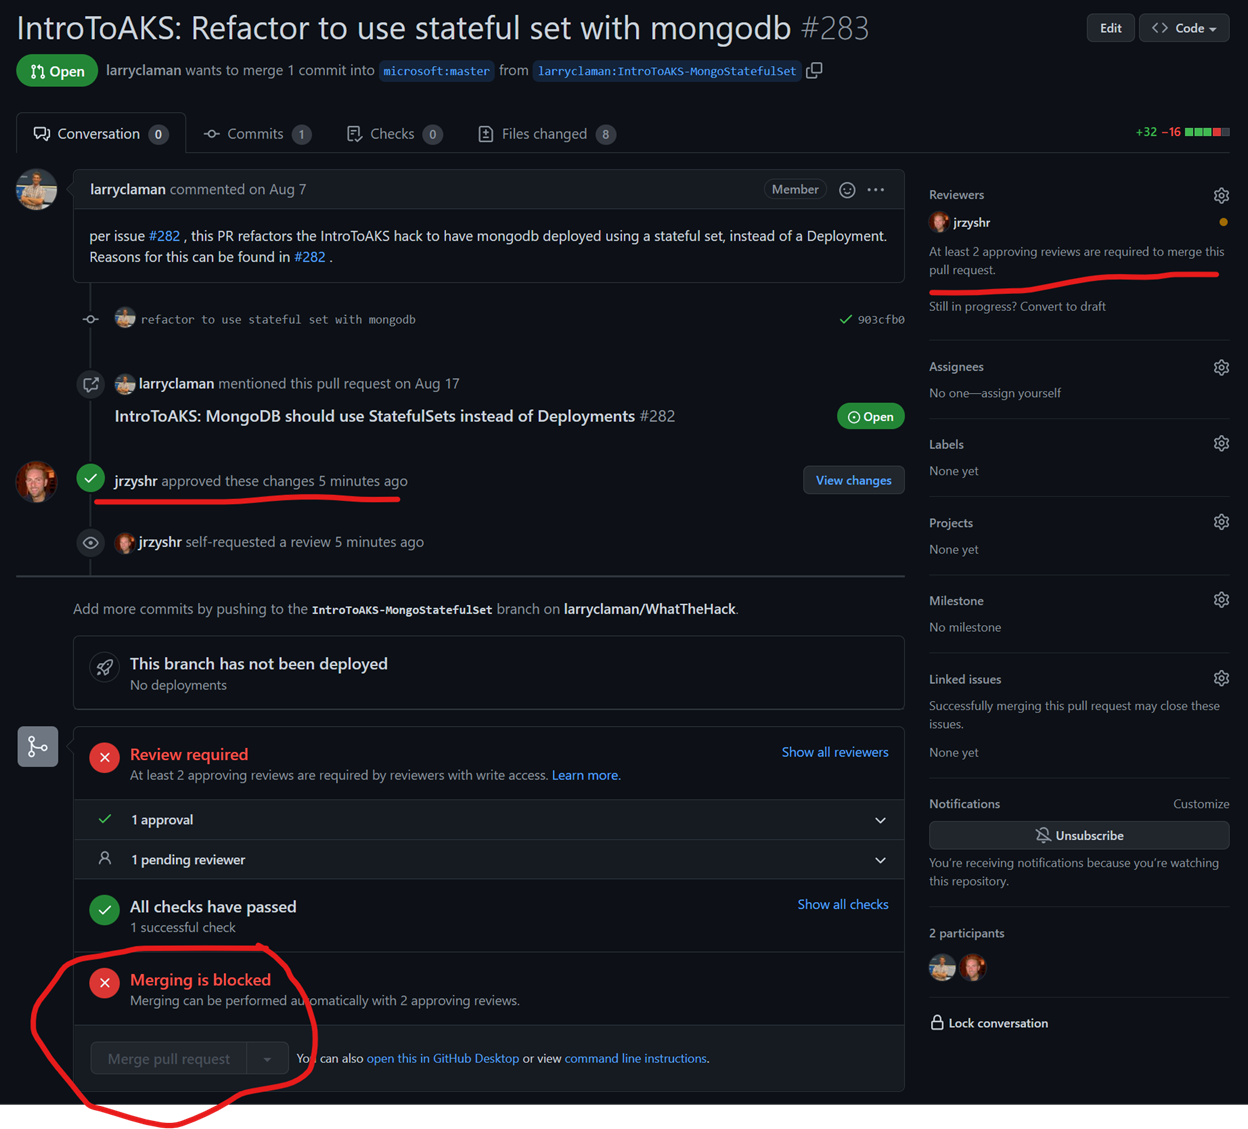 IntroToAKS: Refactor to use stateful set with mongodb #283
Edit
<> Code
Open
larryclaman wants to merge 1 commit into microsoft:master from larryclaman:IntroToAKS-MongoStatefulSet
Conversation 0
Commits 1
Checks 0
Files changed 8
+32 −16
larryclaman commented on Aug 7
Member
per issue #282 , this PR refactors the IntroToAKS hack to have mongodb deployed using a stateful set, instead of a Deployment.
Reasons for this can be found in #282 .
refactor to use stateful set with mongodb
903cfb0
larryclaman mentioned this pull request on Aug 17
IntroToAKS: MongoDB should use StatefulSets instead of Deployments #282
Open
jrzyshr approved these changes 5 minutes ago
View changes
jrzyshr self-requested a review 5 minutes ago
Add more commits by pushing to the IntroToAKS-MongoStatefulSet branch on larryclaman/WhatTheHack.
This branch has not been deployed
No deployments
Review required
Show all reviewers
At least 2 approving reviews are required by reviewers with write access. Learn more.
1 approval
1 pending reviewer
All checks have passed
Show all checks
1 successful check
Merging is blocked
Merging can be performed automatically with 2 approving reviews.
Merge pull request
You can also open this in GitHub Desktop or view command line instructions.
Reviewers
jrzyshr
At least 2 approving reviews are required to merge this
pull request.
Still in progress? Convert to draft
Assignees
No one—assign yourself
Labels
None yet
Projects
None yet
Milestone
No milestone
Linked issues
Successfully merging this pull request may close these
issues.
None yet
Notifications
Customize
Unsubscribe
You're receiving notifications because you're watching
this repository.
2 participants
Lock conversation